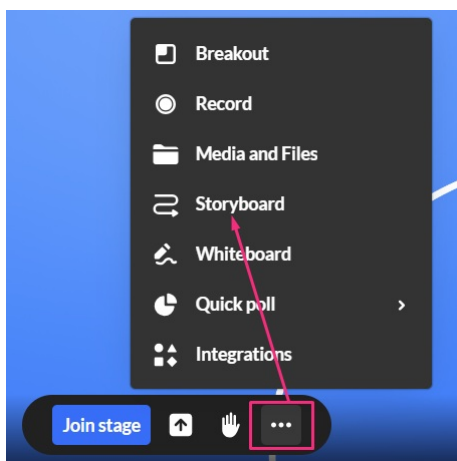 Breakout
Record
Media and Files
Storyboard
Whiteboard
Quick poll
Integrations
Join stage